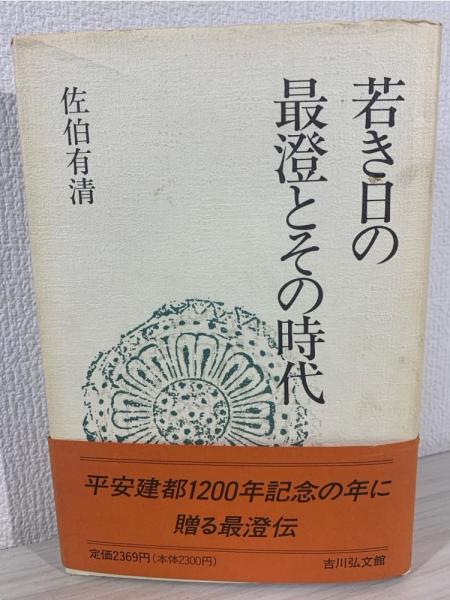 若き日の
最澄とその時代
佐伯有清
平安建都1200年記念の年に
贈る最澄伝
定価2369円(本体2300円)
吉川弘文館